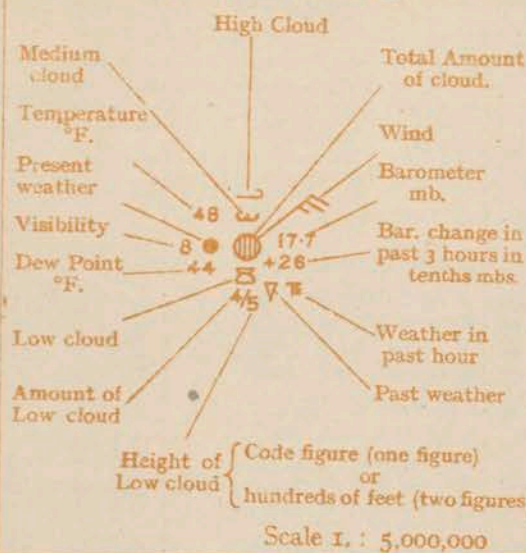 High Cloud
Medium
cloud
Total Amount
of cloud.
Temperature
°F.
Wind
Present
weather
Barometer
mb.
48
Visibility
8
17·7
Bar. change in
past 3 hours in
tenths mbs.
Dew Point
°F.
44
+26
Low cloud
4/5
Weather in
past hour
Amount of
Low cloud
Past weather
Height of
Low cloud
Code figure (one figure)
or
hundreds of feet (two figures
Scale 1. : 5,000,000